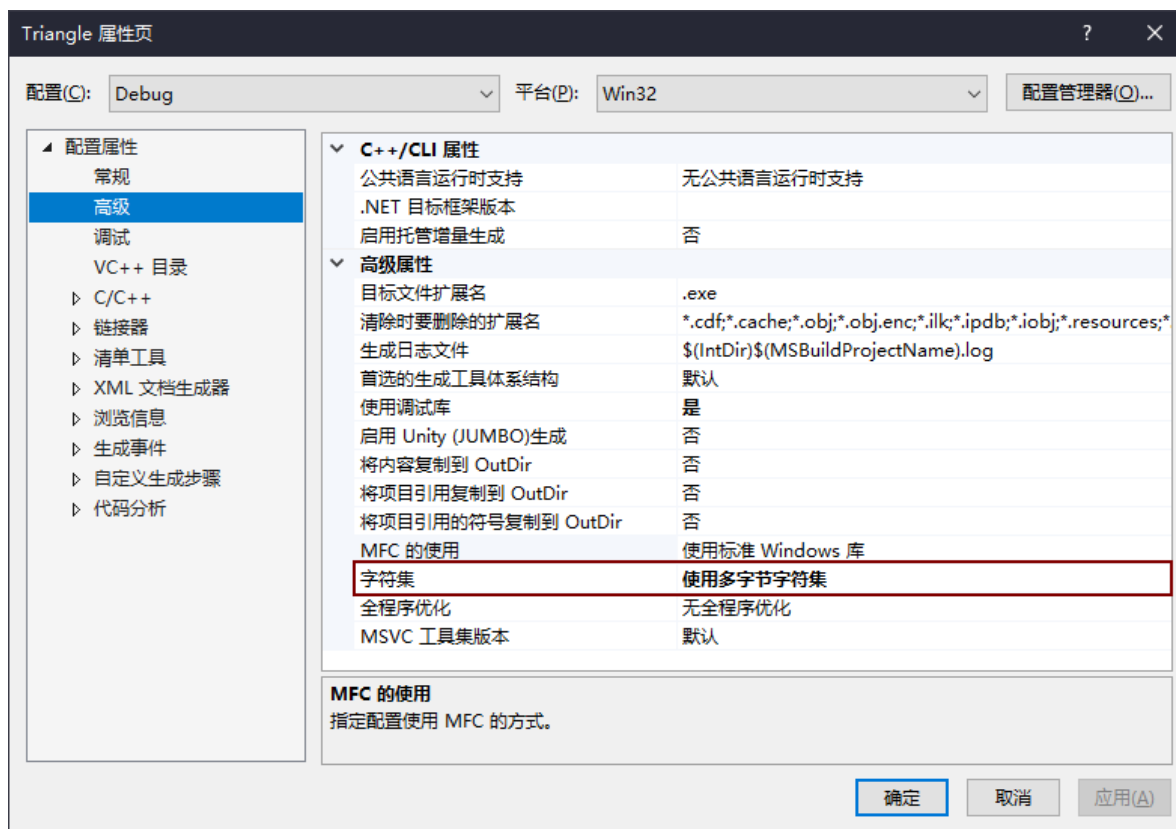 Triangle 属性页 ?
配置(C): Debug 平台(P): Win32 配置管理器(O)...
配置属性
常规
高级
调试
VC++ 目录
C/C++
链接器
清单工具
XML 文档生成器
浏览信息
生成事件
自定义生成步骤
代码分析
C++/CLI 属性
公共语言运行时支持 无公共语言运行时支持
.NET 目标框架版本
启用托管增量生成 否
高级属性
目标文件扩展名 .exe
清除时要删除的扩展名 *.cdf;*.cache;*.obj;*.obj.enc;*.ilk;*.ipdb;*.iobj;*.resources;*.
生成日志文件 $(IntDir)$(MSBuildProjectName).log
首选的生成工具体系结构 默认
使用调试库 是
启用 Unity (JUMBO)生成 否
将内容复制到 OutDir 否
将项目引用复制到 OutDir 否
将项目引用的符号复制到 OutDir 否
MFC 的使用 使用标准 Windows 库
字符集 使用多字节字符集
全程序优化 无全程序优化
MSVC 工具集版本 默认
MFC 的使用
指定配置使用 MFC 的方式。
确定 取消 应用(A)